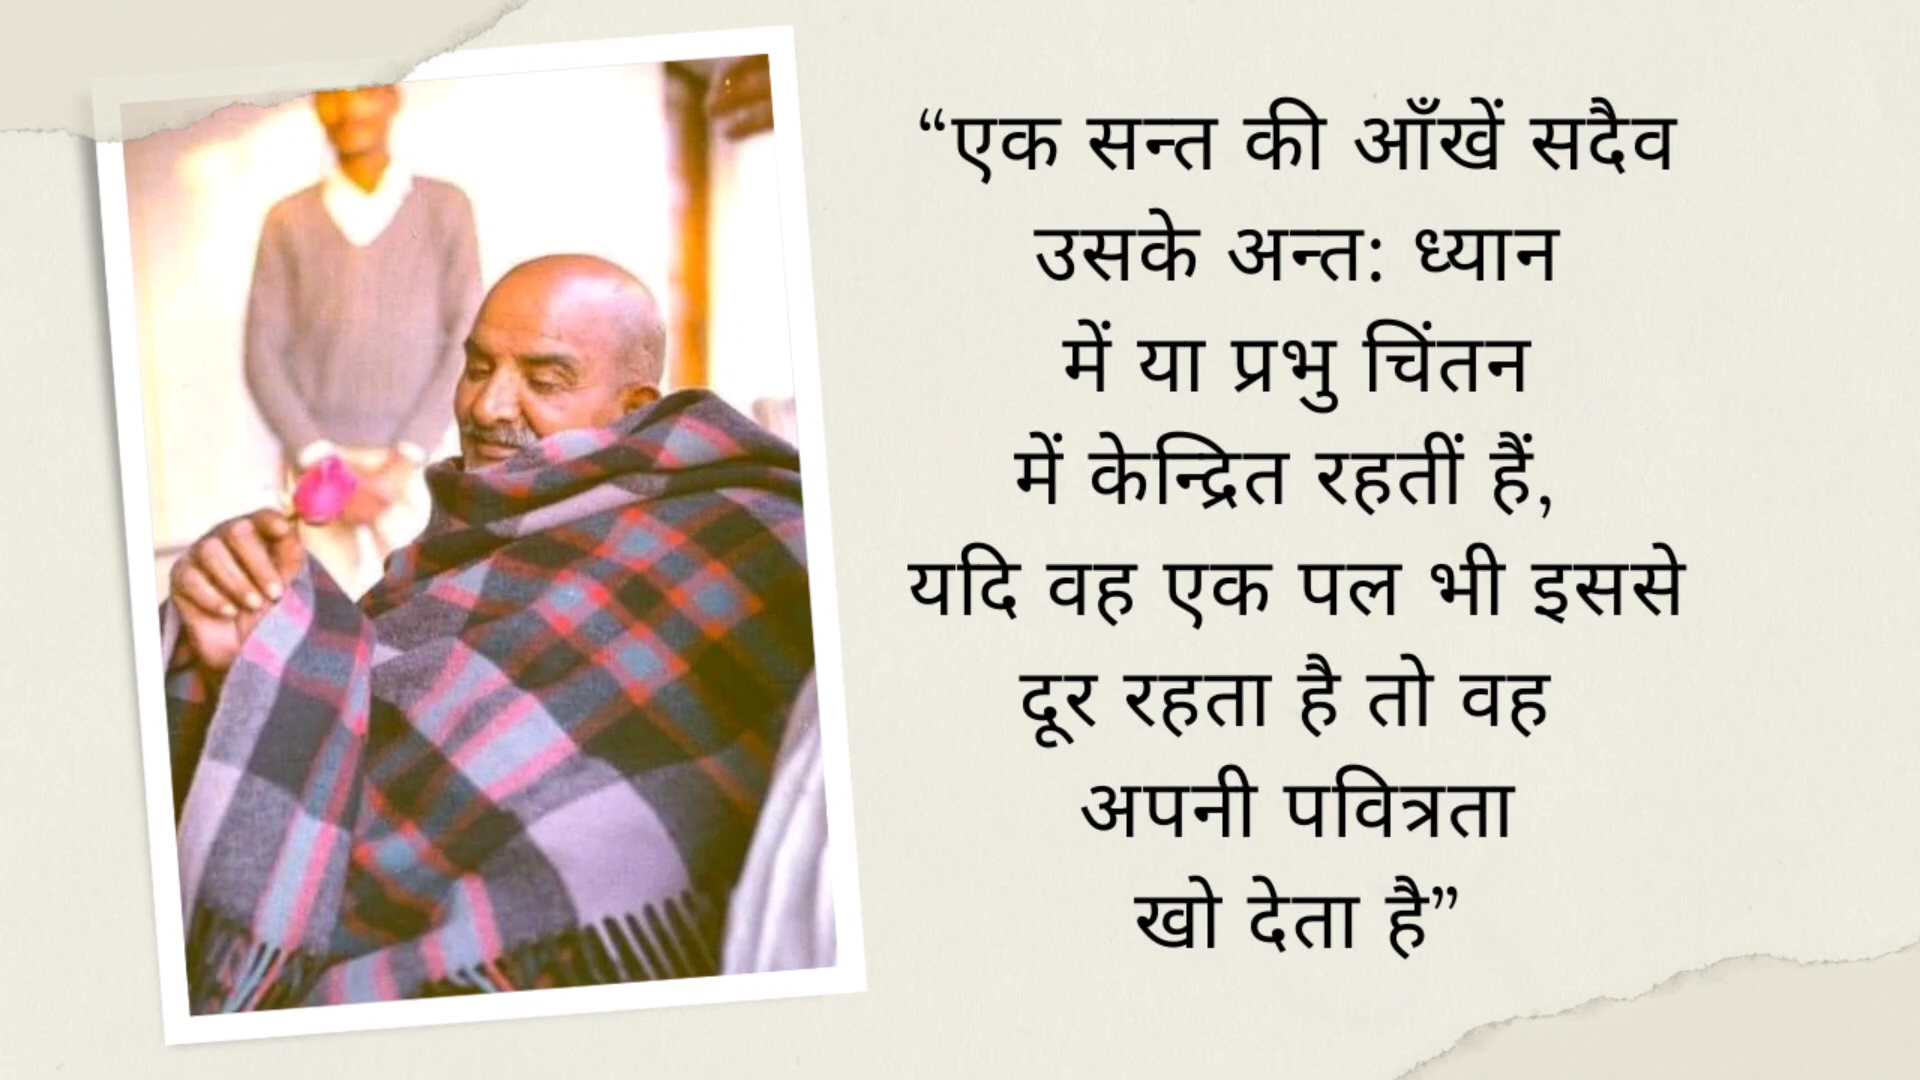 “एक सन्त की आँखें सदैव
उसके अन्त: ध्यान
में या प्रभु चिंतन
में केन्द्रित रहतीं हैं,
यदि वह एक पल भी इससे
दूर रहता है तो वह
अपनी पवित्रता
खो देता है”